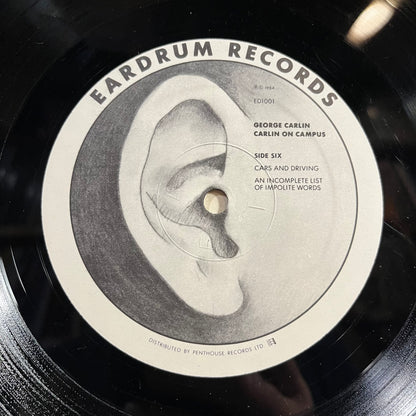 EARDRUM RECORDS
℗ © 1984
ED1001
GEORGE CARLIN
CARLIN ON CAMPUS
SIDE SIX
CARS AND DRIVING
AN INCOMPLETE LIST
OF IMPOLITE WORDS
DISTRIBUTED BY PENTHOUSE RECORDS LTD.